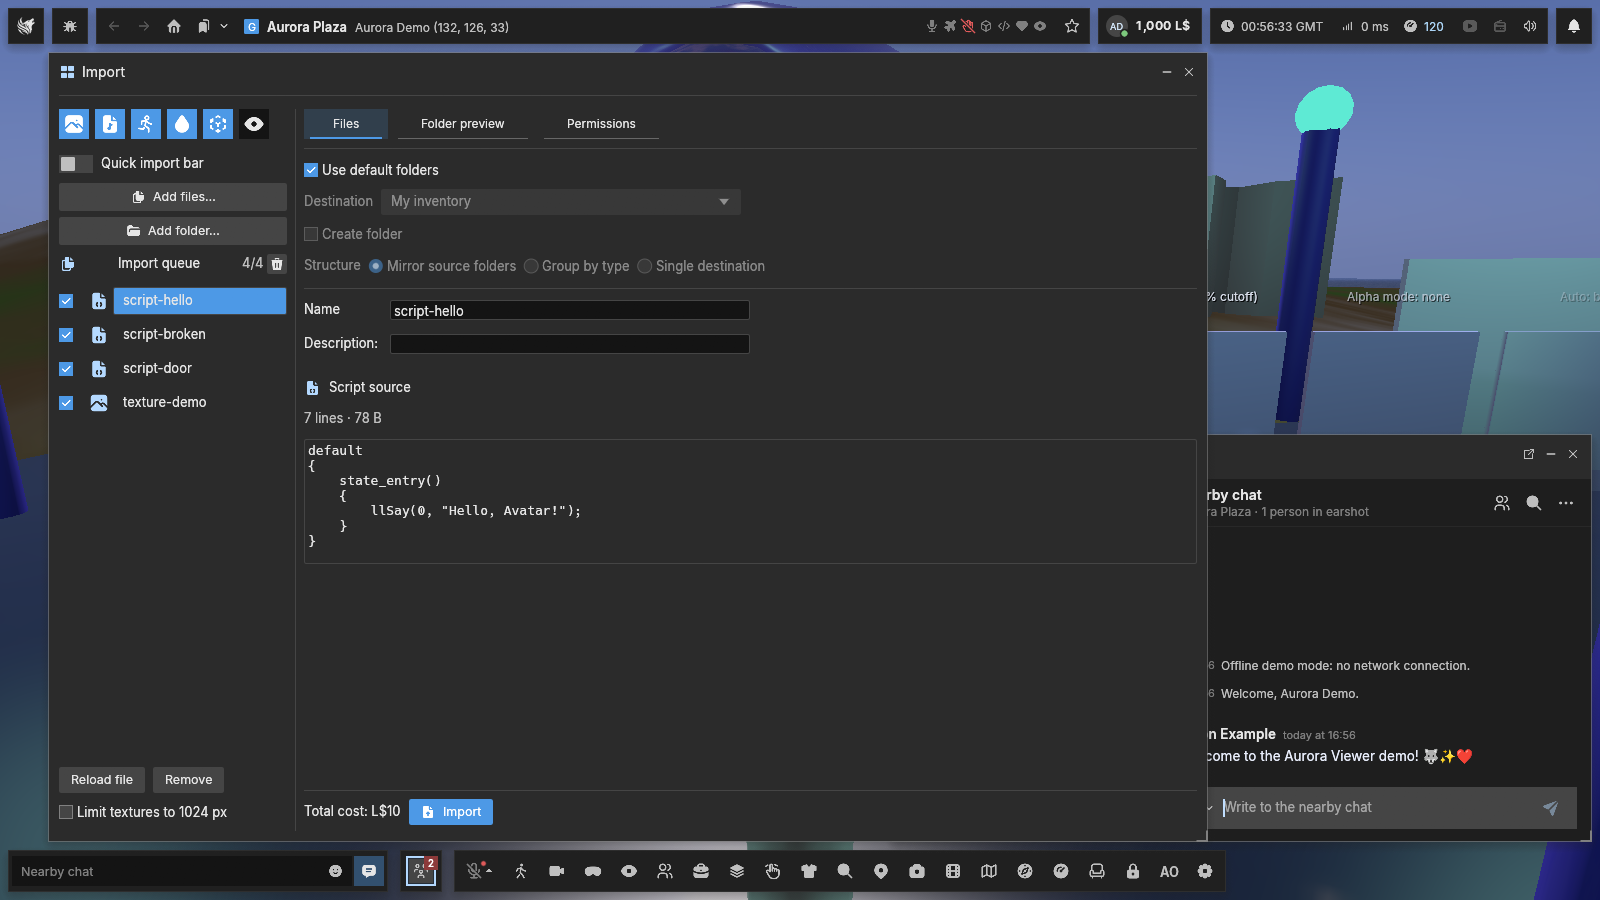 Aurora Plaza Aurora Demo (132, 126, 33)
AD 1,000 L$
00:56:33 GMT 0 ms 120
Import
Files Folder preview Permissions
Quick import bar
Add files...
Add folder...
Import queue 4/4
script-hello
script-broken
script-door
texture-demo
Reload file Remove
Limit textures to 1024 px
Use default folders
Destination My inventory
Create folder
Structure Mirror source folders Group by type Single destination
Name script-hello
Description:
Script source
7 lines · 78 B
default
{
    state_entry()
    {
        llSay(0, "Hello, Avatar!");
    }
}
Total cost: L$10 Import
% cutoff) Alpha mode: none Auto: b
rby chat
ra Plaza · 1 person in earshot
6 Offline demo mode: no network connection.
6 Welcome, Aurora Demo.
n Example today at 16:56
come to the Aurora Viewer demo! 🐺✨❤️
Write to the nearby chat
Nearby chat
2
AO